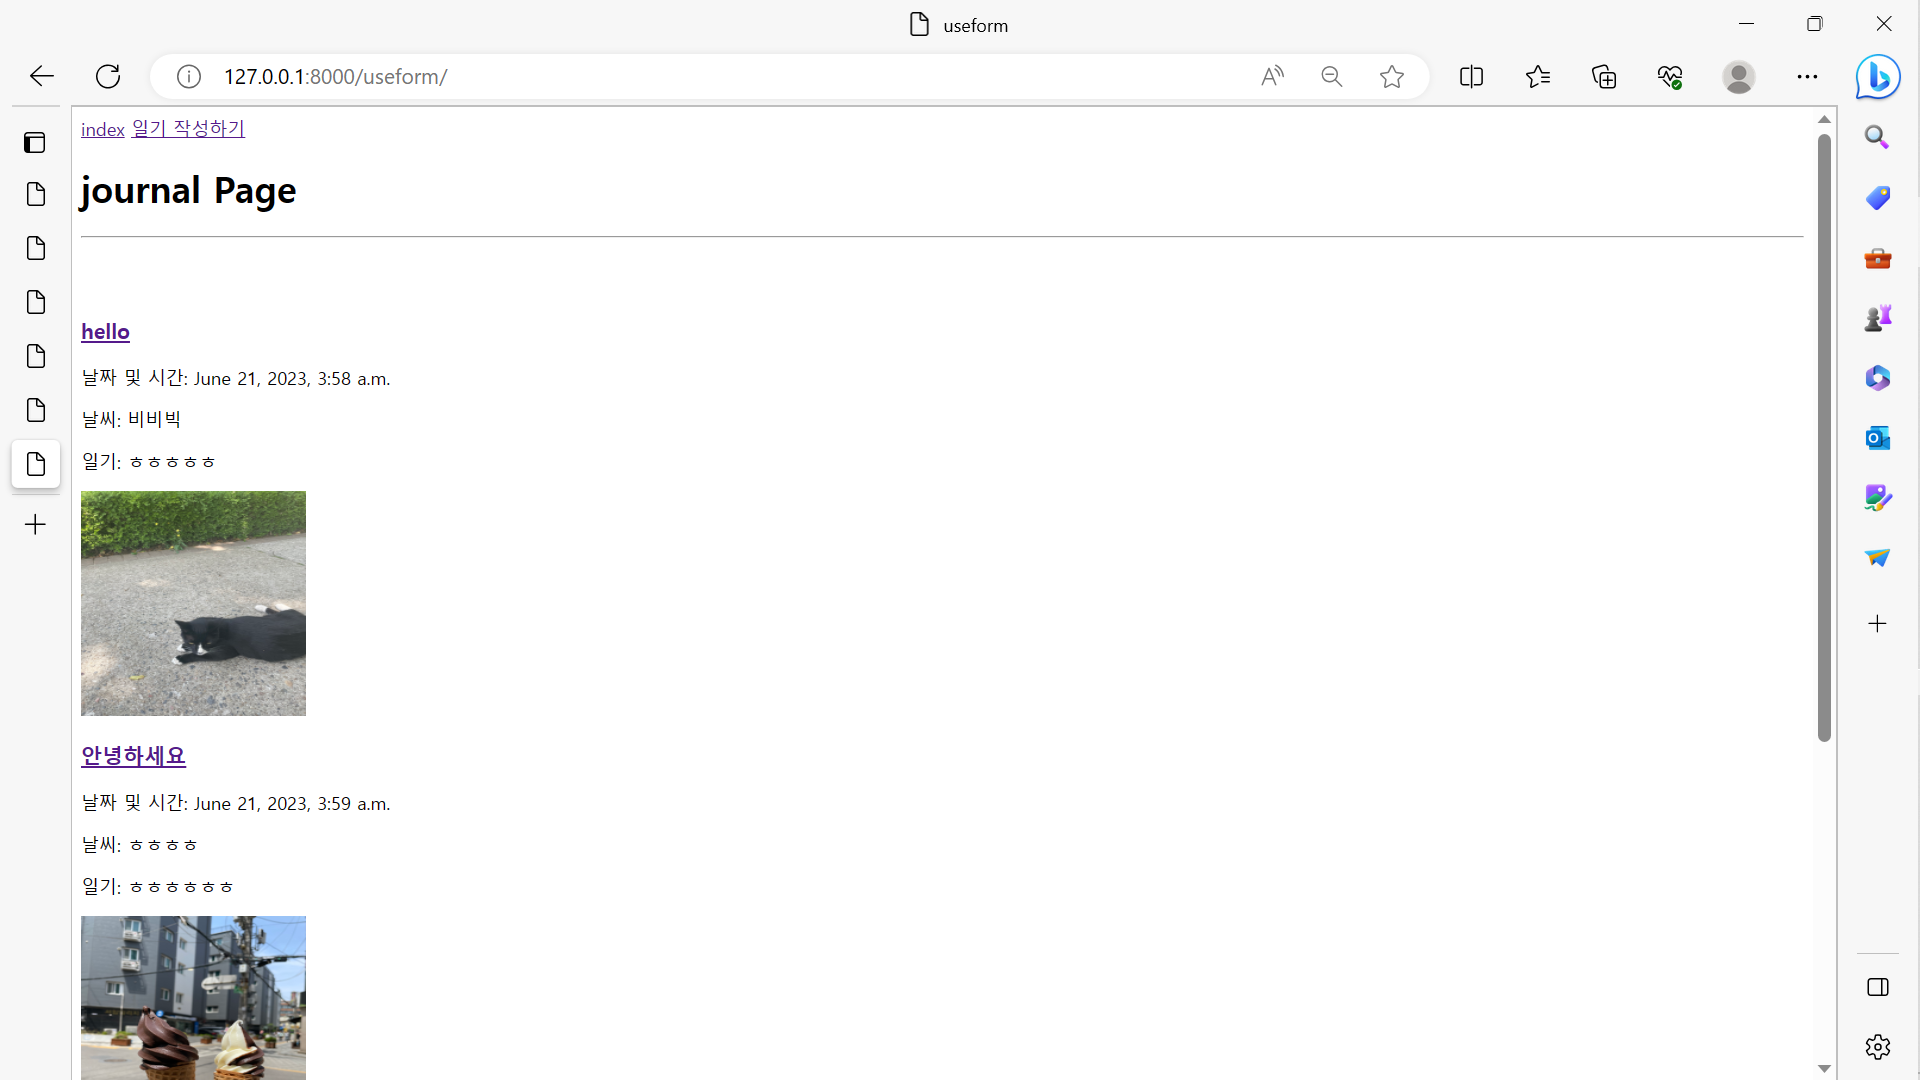 useform
127.0.0.1:8000/useform/
index 일기 작성하기
journal Page
hello
날짜 및 시간: June 21, 2023, 3:58 a.m.
날씨: 비비빅
일기: ㅎㅎㅎㅎㅎ
안녕하세요
날짜 및 시간: June 21, 2023, 3:59 a.m.
날씨: ㅎㅎㅎㅎ
일기: ㅎㅎㅎㅎㅎㅎ